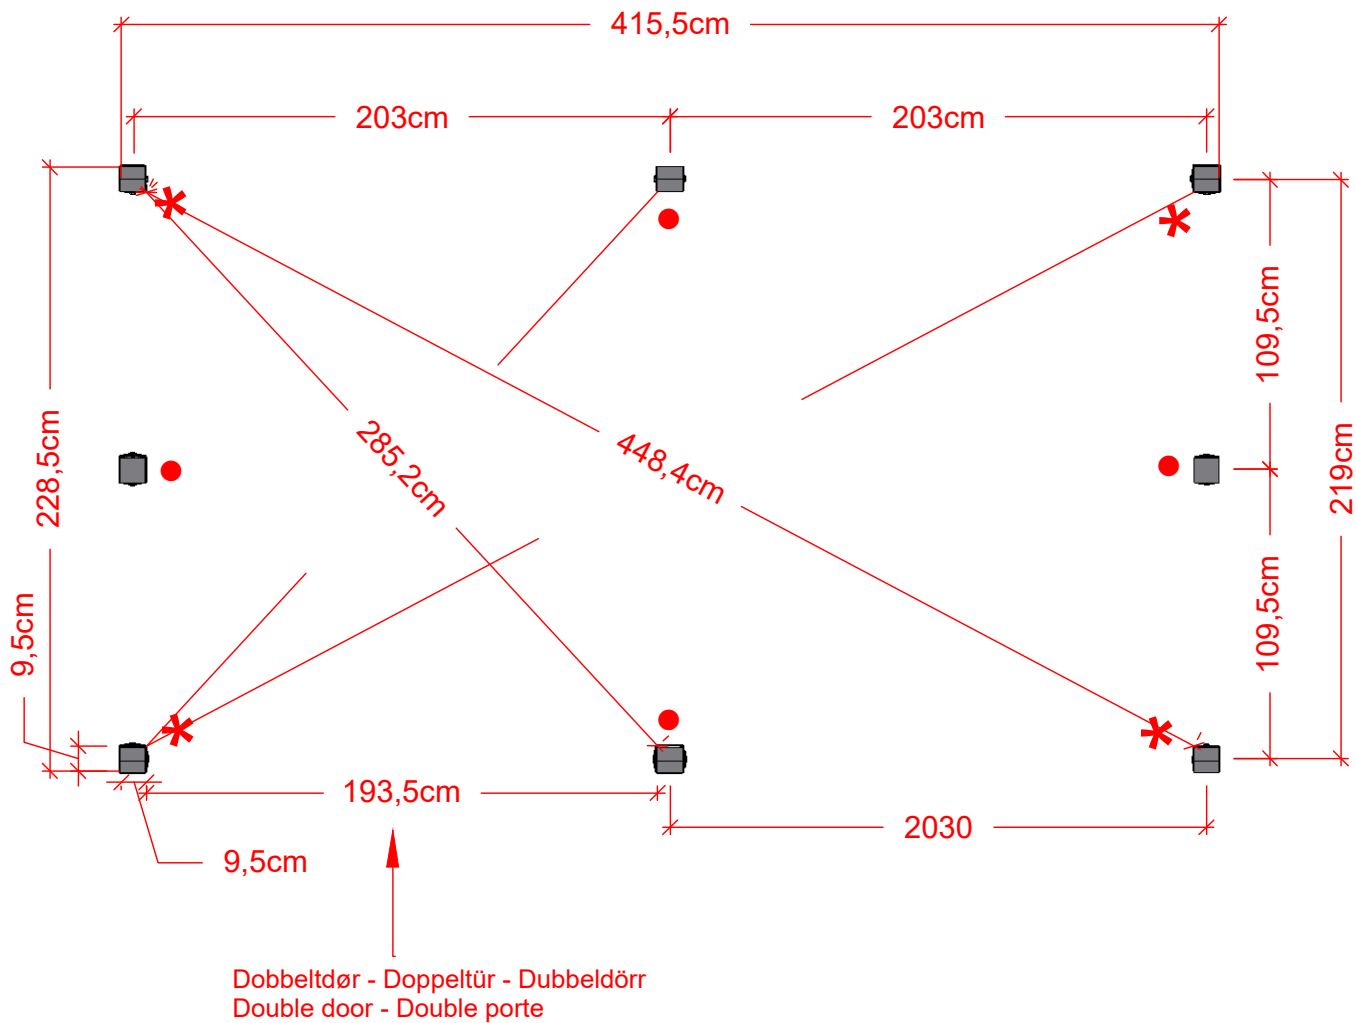 415,5cm
203cm
203cm
109,5cm
228,5cm
285,2cm
448,4cm
219cm
9,5cm
109,5cm
193,5cm
2030
9,5cm
Dobbeltdør - Doppeltür - Dubbeldörr
Double door - Double porte